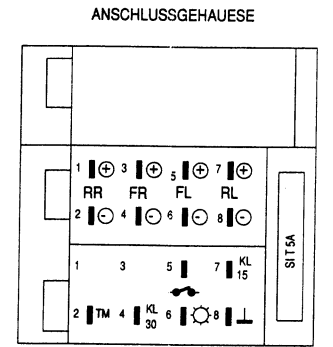 ANSCHLUSSGEHAUESE
1 + 3 + 5 + 7 +
RR FR FL RL
2 - 4 - 6 - 8 -
1 3 5 7 KL 15
2 TM 4 KL 30 6 8
SI T 5A